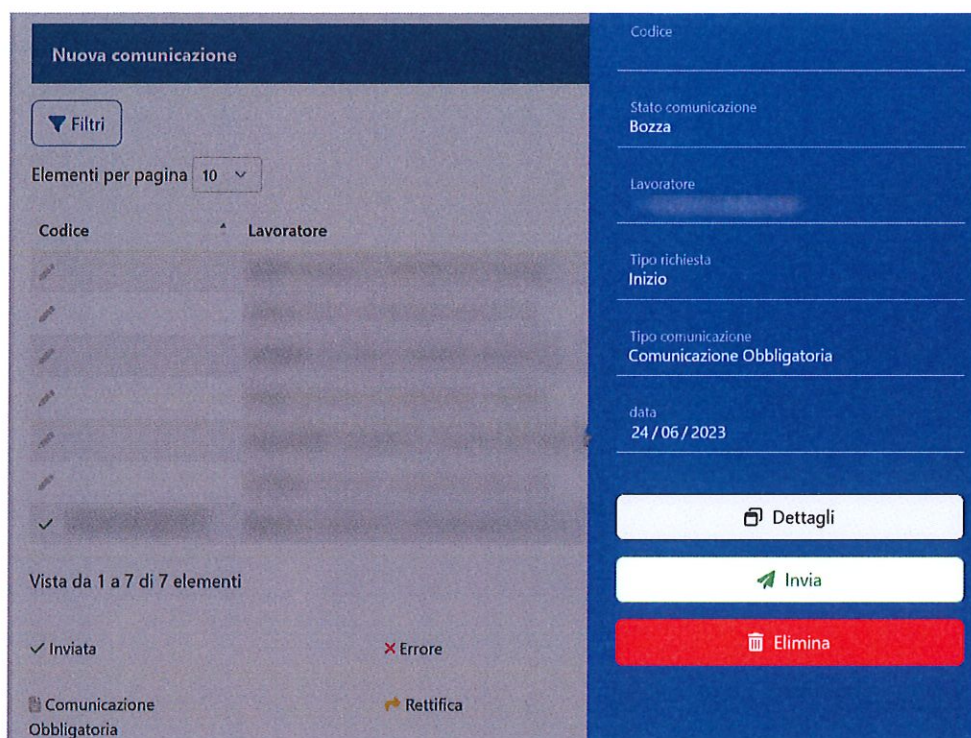 Nuova comunicazione
Filtri
Elementi per pagina 10
Codice Lavoratore
Vista da 1 a 7 di 7 elementi
Inviata Errore
Comunicazione
Obbligatoria
Rettifica
Codice
Stato comunicazione
Bozza
Lavoratore
Tipo richiesta
Inizio
Tipo comunicazione
Comunicazione Obbligatoria
data
24/06/2023
Dettagli
Invia
Elimina